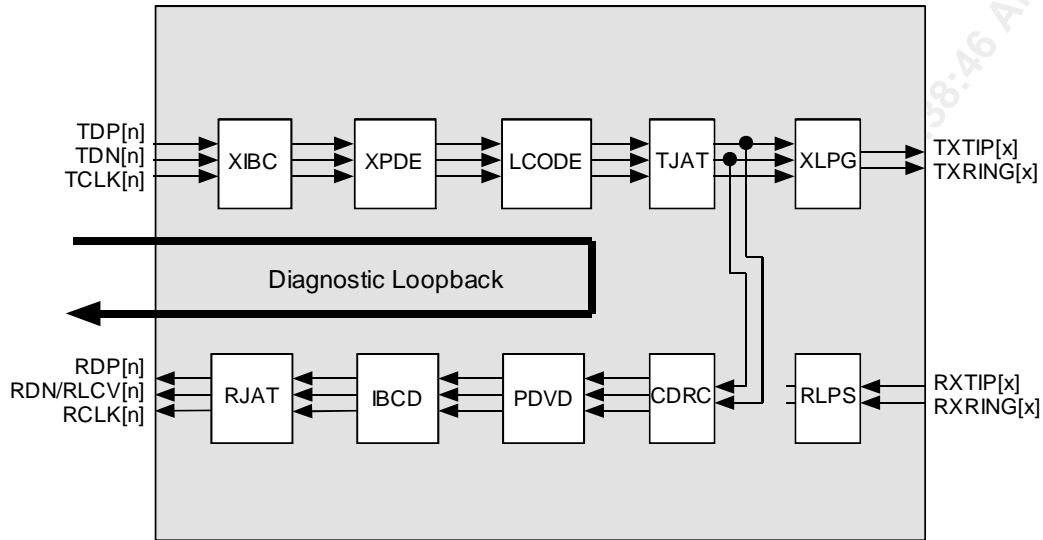 TDP[n]
TDN[n]
TCLK[n]
XIBC
XPDE
LCODE
TJAT
XLPG
TXTIP[x]
TXRING[x]
Diagnostic Loopback
RDP[n]
RDN/RLCV[n]
RCLK[n]
RJAT
IBCD
PDVD
CDRC
RLPS
RXTIP[x]
RXRING[x]